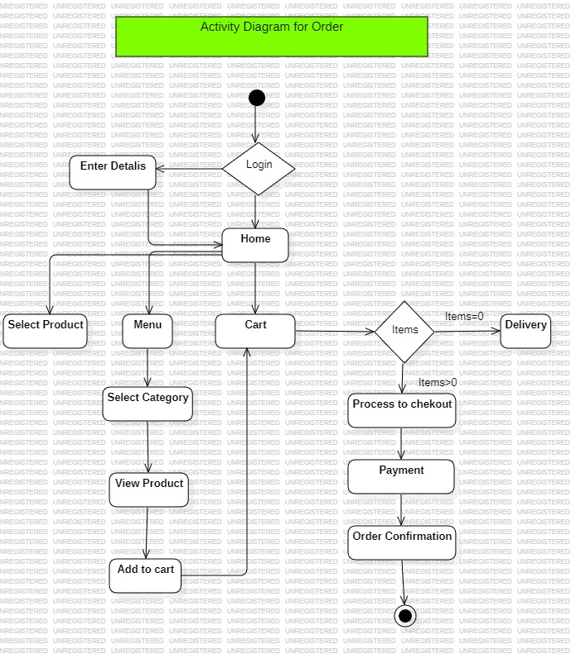 Activity Diagram for Order
Login
Enter Detalis
Home
Select Product
Menu
Cart
Items
Items=0
Delivery
Items>0
Select Category
Process to chekout
View Product
Payment
Order Confirmation
Add to cart
UNREGISTERED